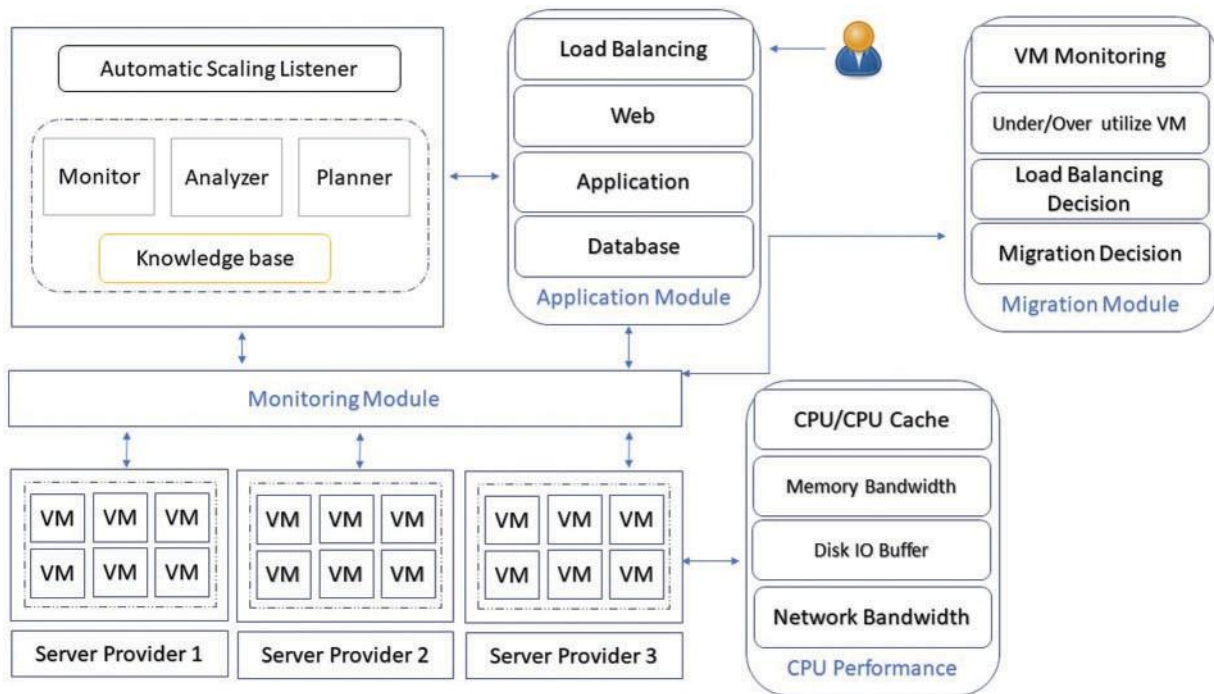 Automatic Scaling Listener
Monitor
Analyzer
Planner
Knowledge base
Load Balancing
Web
Application
Database
Application Module
VM Monitoring
Under/Over utilize VM
Load Balancing
Decision
Migration Decision
Migration Module
Monitoring Module
VM VM VM
VM VM VM
Server Provider 1
VM VM VM
VM VM VM
Server Provider 2
VM VM VM
VM VM VM
Server Provider 3
CPU/CPU Cache
Memory Bandwidth
Disk IO Buffer
Network Bandwidth
CPU Performance